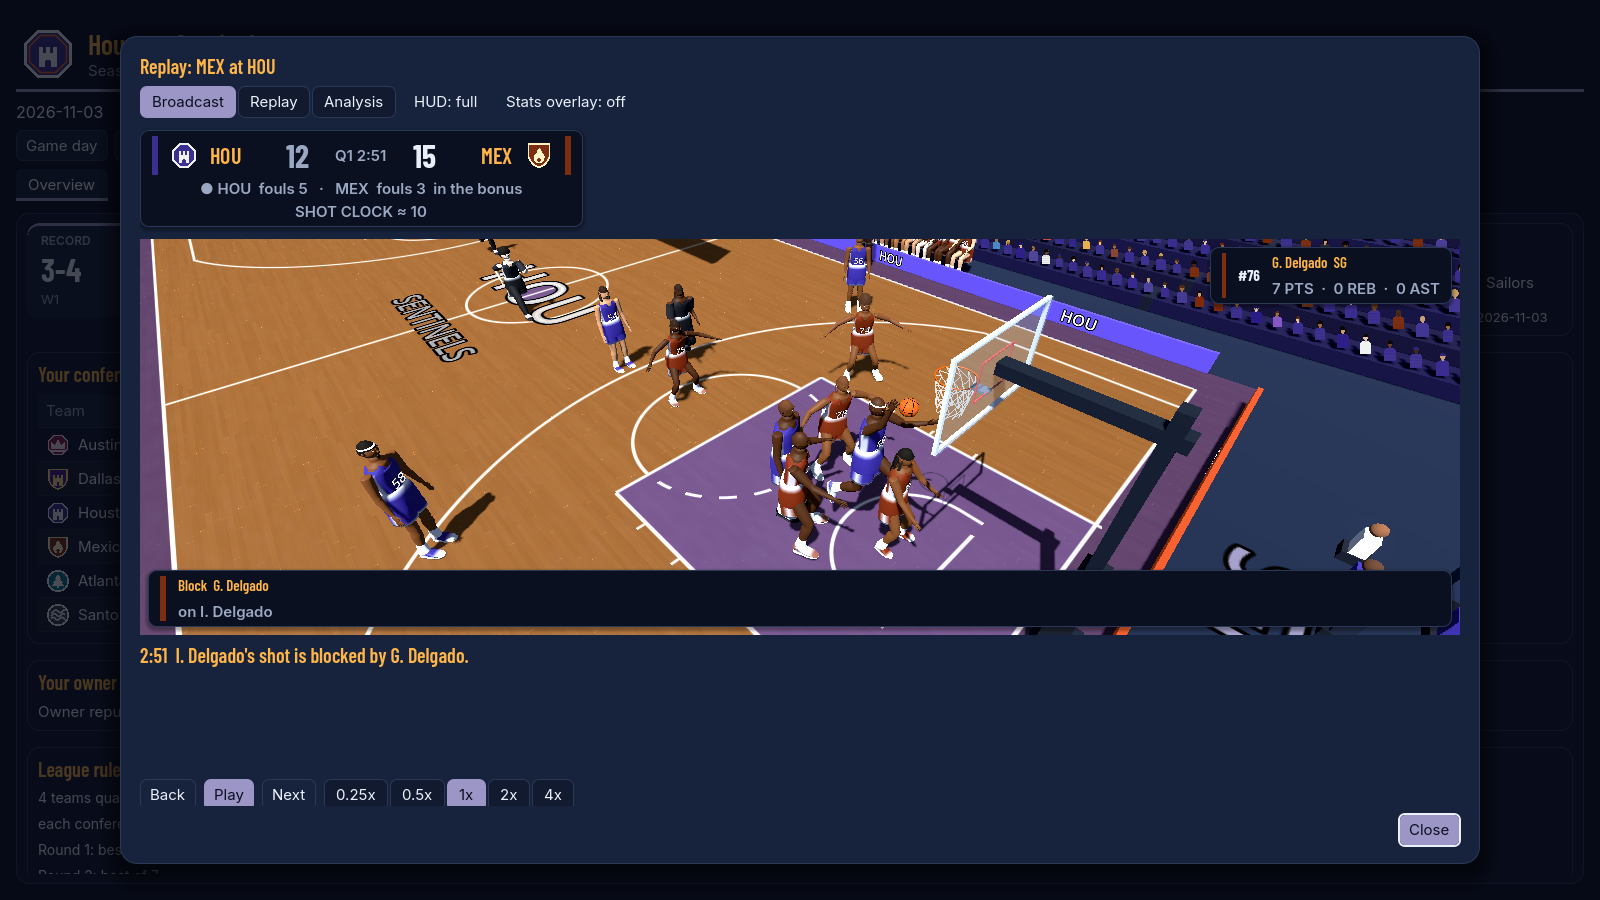 Hou
Seas
2026-11-03
Game day
Overview
RECORD
3-4
W1
Your confer
Team
Austin
Dallas
Houst
Mexic
Atlant
Santo
Your owner
Owner repu
League rule
4 teams qua
each confere
Round 1: bes
Sailors
2026-11-03
Replay: MEX at HOU
Broadcast Replay Analysis HUD: full Stats overlay: off
HOU 12 Q1 2:51 15 MEX
HOU fouls 5 · MEX fouls 3 in the bonus
SHOT CLOCK ≈ 10
HOU
SENTINELS
HOU
HOU
58
#76
G. Delgado SG
7 PTS · 0 REB · 0 AST
Block G. Delgado
on I. Delgado
2:51 I. Delgado's shot is blocked by G. Delgado.
Back Play Next 0.25x 0.5x 1x 2x 4x
Close